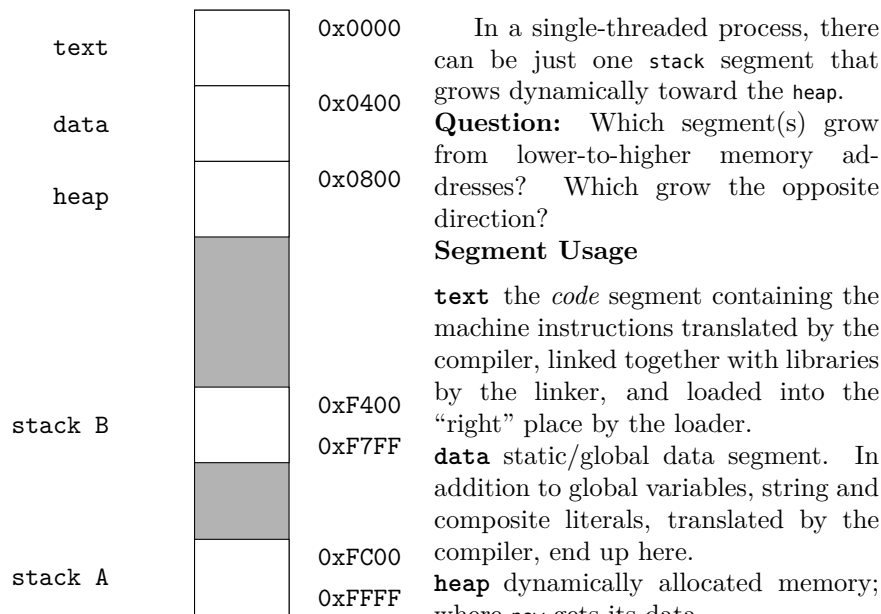 text
0x0000
data
0x0400
heap
0x0800
stack B
0xF400
0xF7FF
stack A
0xFC00
0xFFFF
In a single-threaded process, there
can be just one stack segment that
grows dynamically toward the heap.
Question: Which segment(s) grow
from lower-to-higher memory ad-
dresses? Which grow the opposite
direction?
Segment Usage
text the code segment containing the
machine instructions translated by the
compiler, linked together with libraries
by the linker, and loaded into the
“right” place by the loader.
data static/global data segment. In
addition to global variables, string and
composite literals, translated by the
compiler, end up here.
heap dynamically allocated memory;
where new gets its data